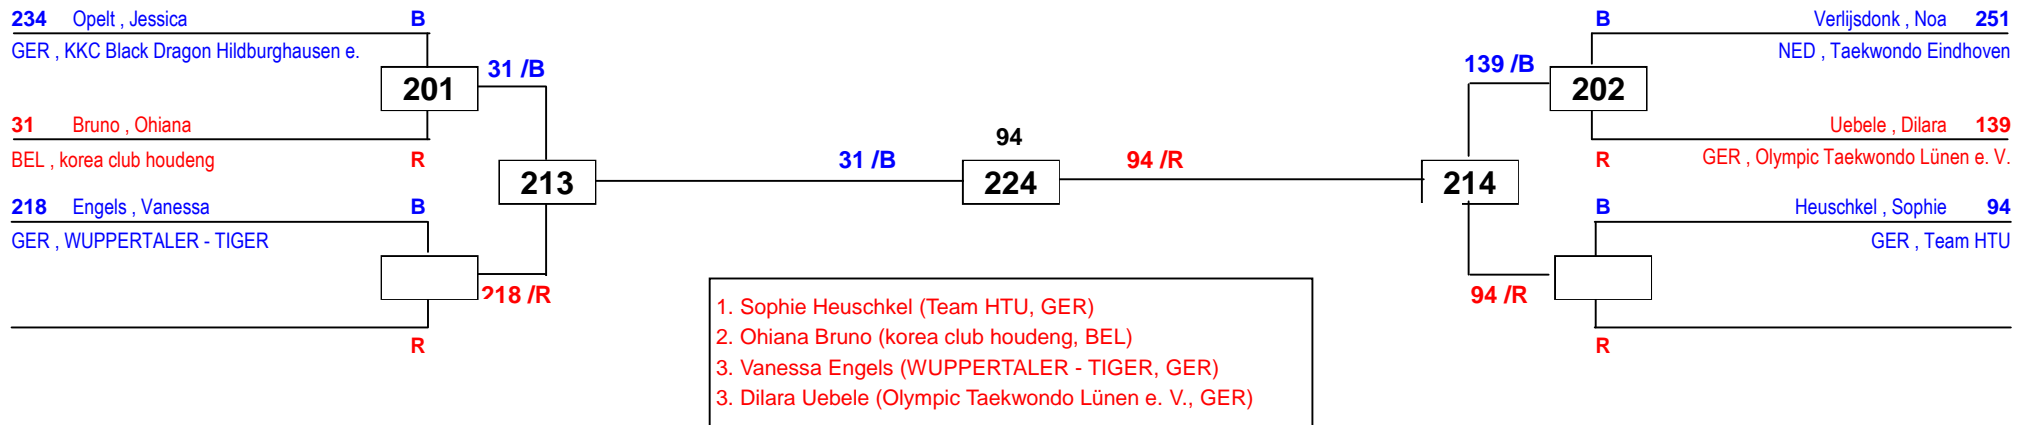 234 Opelt , Jessica B
GER , KKC Black Dragon Hildburghausen e.
31 /B
201
31 Bruno , Ohiana
BEL , korea club houdeng R
213
218 Engels , Vanessa B
GER , WUPPERTALER - TIGER
218 /R
R
31 /B
94
224
94 /R
B Verlijsdonk , Noa 251
NED , Taekwondo Eindhoven
139 /B
202
Uebele , Dilara 139
R GER , Olympic Taekwondo Lünen e. V.
214
B Heuschkel , Sophie 94
GER , Team HTU
94 /R
R
1. Sophie Heuschkel (Team HTU, GER)
2. Ohiana Bruno (korea club houdeng, BEL)
3. Vanessa Engels (WUPPERTALER - TIGER, GER)
3. Dilara Uebele (Olympic Taekwondo Lünen e. V., GER)